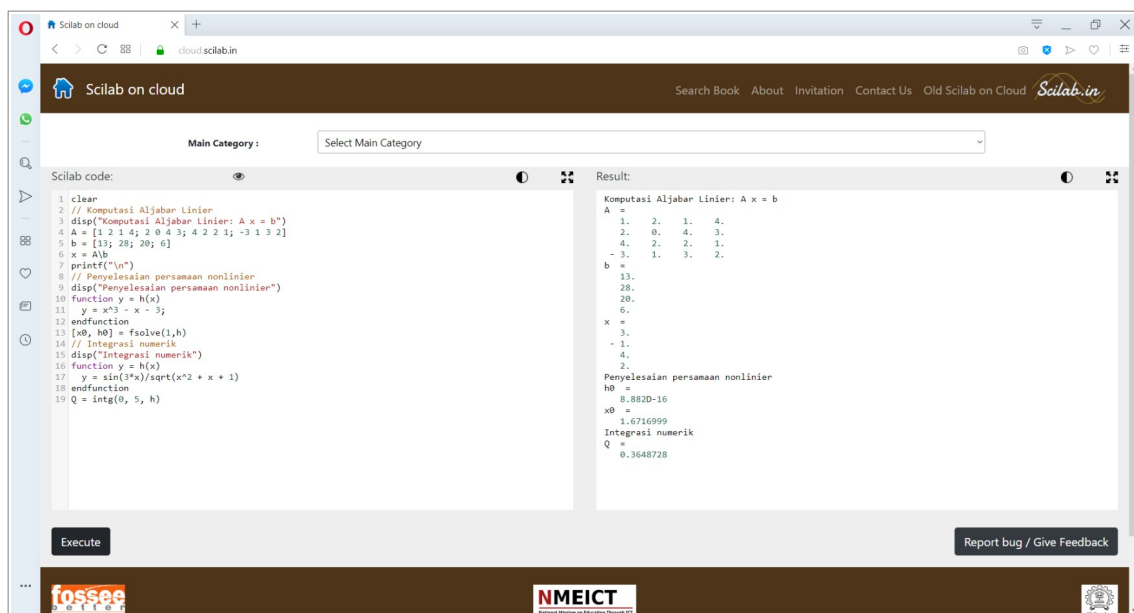 Scilab on cloud
cloud.scilab.in
Scilab on cloud
Search Book About Invitation Contact Us Old Scilab on Cloud Scilab.in
Main Category :
Select Main Category
Scilab code:
1 clear
2 // Komputasi Aljabar Linier
3 disp("Komputasi Aljabar Linier: A x = b")
4 A = [1 2 1 4; 2 0 4 3; 4 2 2 1; -3 1 3 2]
5 b = [13; 28; 20; 6]
6 x = A\b
7 printf("\n")
8 // Penyelesaian persamaan nonlinier
9 disp("Penyelesaian persamaan nonlinier")
10 function y = h(x)
11 y = x^3 - x - 3;
12 endfunction
13 [x0, h0] = fsolve(1,h)
14 // Integrasi numerik
15 disp("Integrasi numerik")
16 function y = h(x)
17 y = sin(3*x)/sqrt(x^2 + x + 1)
18 endfunction
19 Q = intg(0, 5, h)
Result:
Komputasi Aljabar Linier: A x = b
A =
1. 2. 1. 4.
2. 0. 4. 3.
4. 2. 2. 1.
- 3. 1. 3. 2.
b =
13.
28.
20.
6.
x =
3.
- 1.
4.
2.
Penyelesaian persamaan nonlinier
h0 =
8.882D-16
x0 =
1.6716999
Integrasi numerik
Q =
0.3648728
Execute
Report bug / Give Feedback
fossee
better
NMEICT
National Mission on Education Through ICT